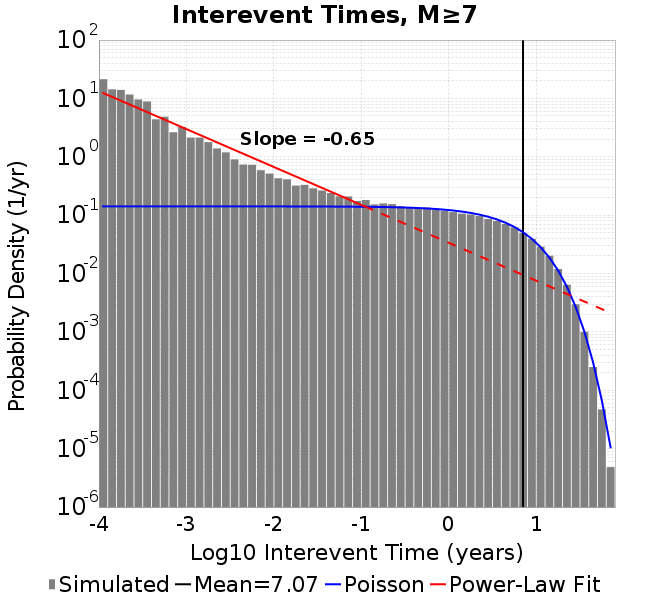 Interevent Times, M≥7
Probability Density (1/yr)
10^2
10^1
10^0
10^-1
10^-2
10^-3
10^-4
10^-5
10^-6
Slope = -0.65
-4 -3 -2 -1 0 1
Log10 Interevent Time (years)
Simulated Mean=7.07 Poisson Power-Law Fit